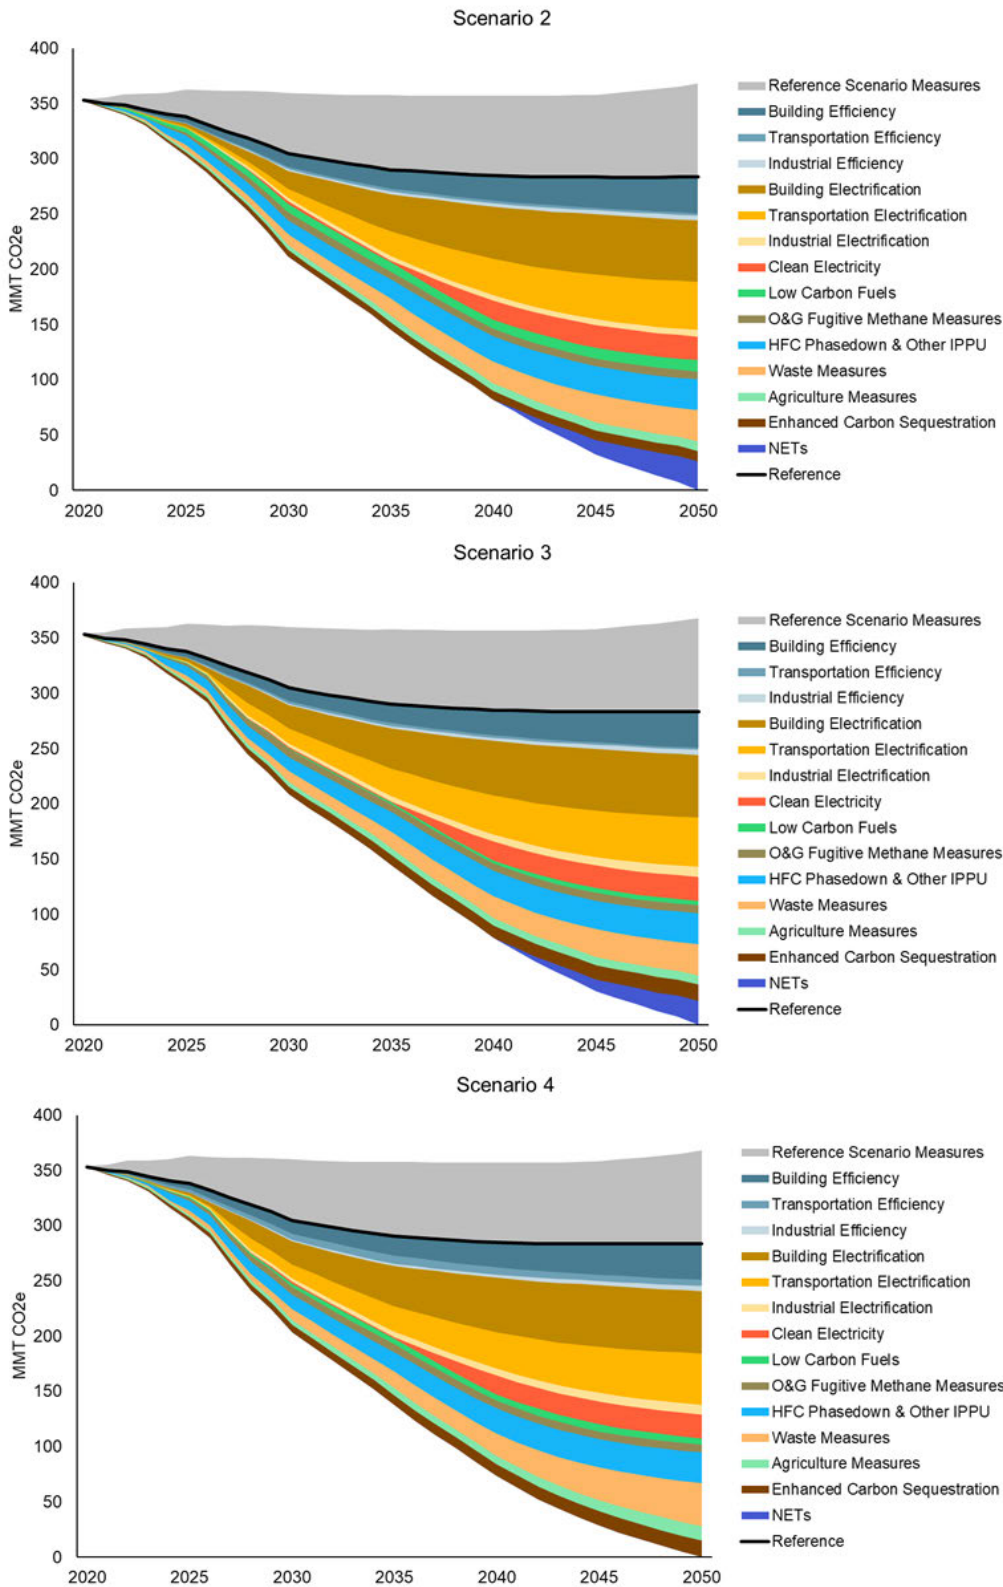 Scenario 2
400
350
300
250
200
150
100
50
0
MMT CO2e
2020 2025 2030 2035 2040 2045 2050
Reference Scenario Measures
Building Efficiency
Transportation Efficiency
Industrial Efficiency
Building Electrification
Transportation Electrification
Industrial Electrification
Clean Electricity
Low Carbon Fuels
O&G Fugitive Methane Measures
HFC Phasedown & Other IPPU
Waste Measures
Agriculture Measures
Enhanced Carbon Sequestration
NETs
Reference
Scenario 3
400
350
300
250
200
150
100
50
0
MMT CO2e
2020 2025 2030 2035 2040 2045 2050
Reference Scenario Measures
Building Efficiency
Transportation Efficiency
Industrial Efficiency
Building Electrification
Transportation Electrification
Industrial Electrification
Clean Electricity
Low Carbon Fuels
O&G Fugitive Methane Measures
HFC Phasedown & Other IPPU
Waste Measures
Agriculture Measures
Enhanced Carbon Sequestration
NETs
Reference
Scenario 4
400
350
300
250
200
150
100
50
0
MMT CO2e
2020 2025 2030 2035 2040 2045 2050
Reference Scenario Measures
Building Efficiency
Transportation Efficiency
Industrial Efficiency
Building Electrification
Transportation Electrification
Industrial Electrification
Clean Electricity
Low Carbon Fuels
O&G Fugitive Methane Measures
HFC Phasedown & Other IPPU
Waste Measures
Agriculture Measures
Enhanced Carbon Sequestration
NETs
Reference